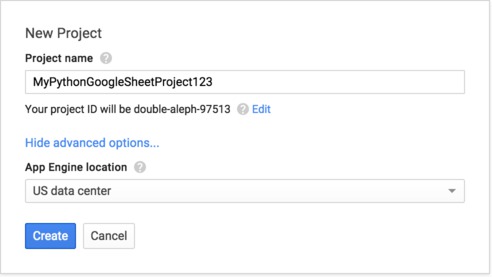 New Project
Project name ?
MyPythonGoogleSheetProject123
Your project ID will be double-aleph-97513 ? Edit
Hide advanced options...
App Engine location ?
US data center
Create Cancel